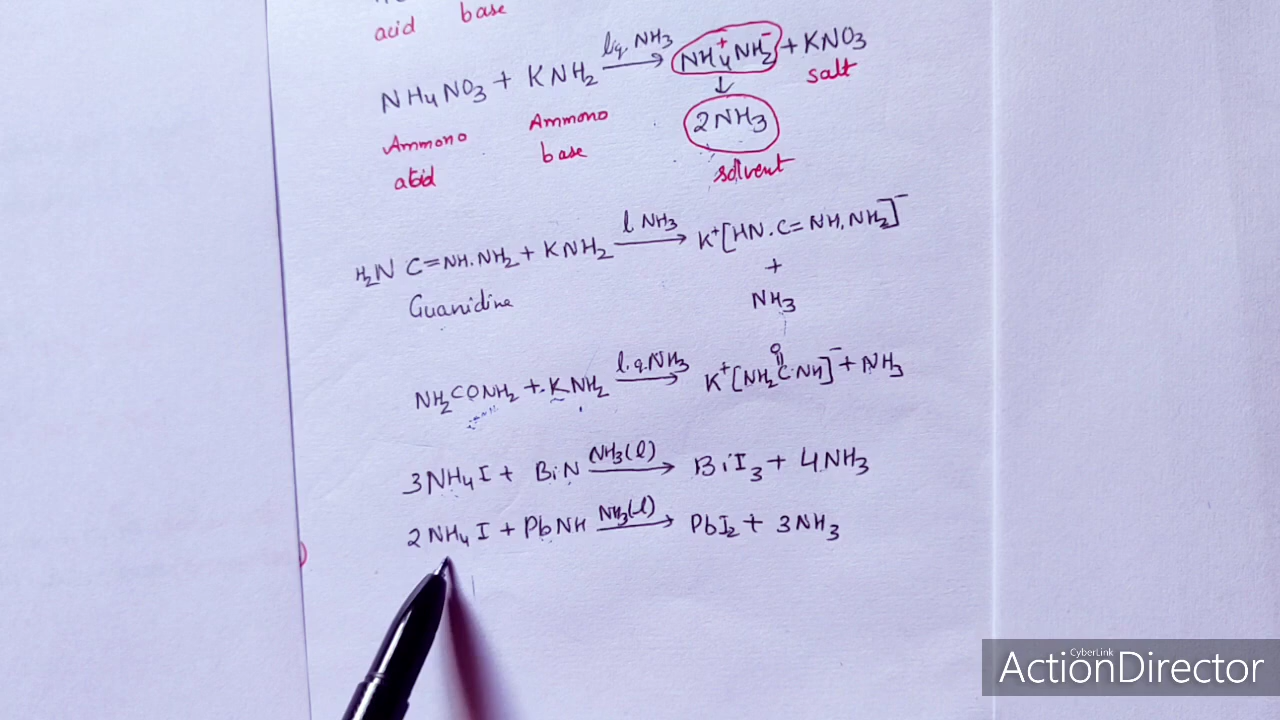 acid base
liq. NH3
NH4NO3 + KNH2 → NH4+ NH2- + KNO3
salt
↓
Ammono acid Ammono base 2NH3
solvent
l NH3
H2N C=NH.NH2 + KNH2 → K+[HN.C=NH.NH2]-
Guanidine +
NH3
liq. NH3 O
NH2CONH2 + KNH2 → K+[NH2C.NH]- + NH3
NH3(l)
3NH4I + BiN → BiI3 + 4NH3
NH3(l)
2NH4I + PbNH → PbI2 + 3NH3
CyberLink
ActionDirector